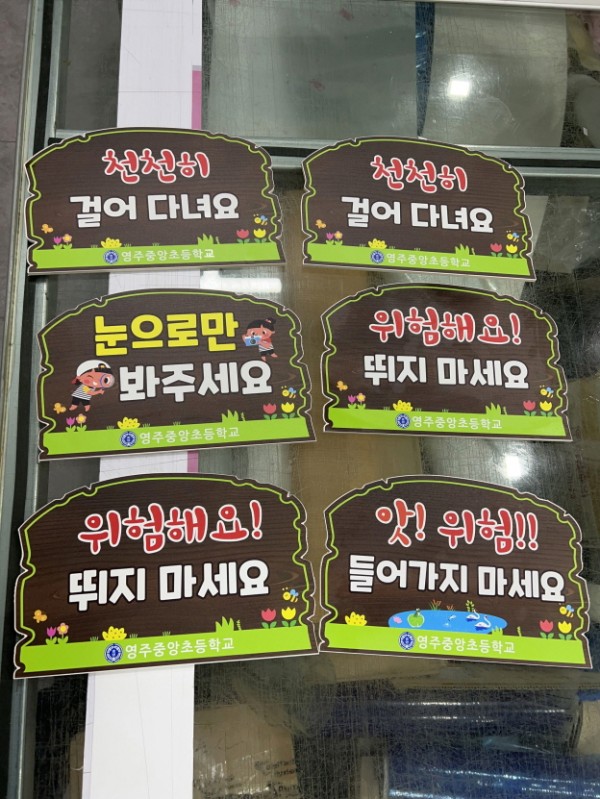 천천히
걸어 다녀요
영주중앙초등학교
천천히
걸어 다녀요
영주중앙초등학교
눈으로만
봐주세요
영주중앙초등학교
위험해요!
뛰지 마세요
영주중앙초등학교
위험해요!
뛰지 마세요
영주중앙초등학교
앗! 위험!!
들어가지 마세요
영주중앙초등학교